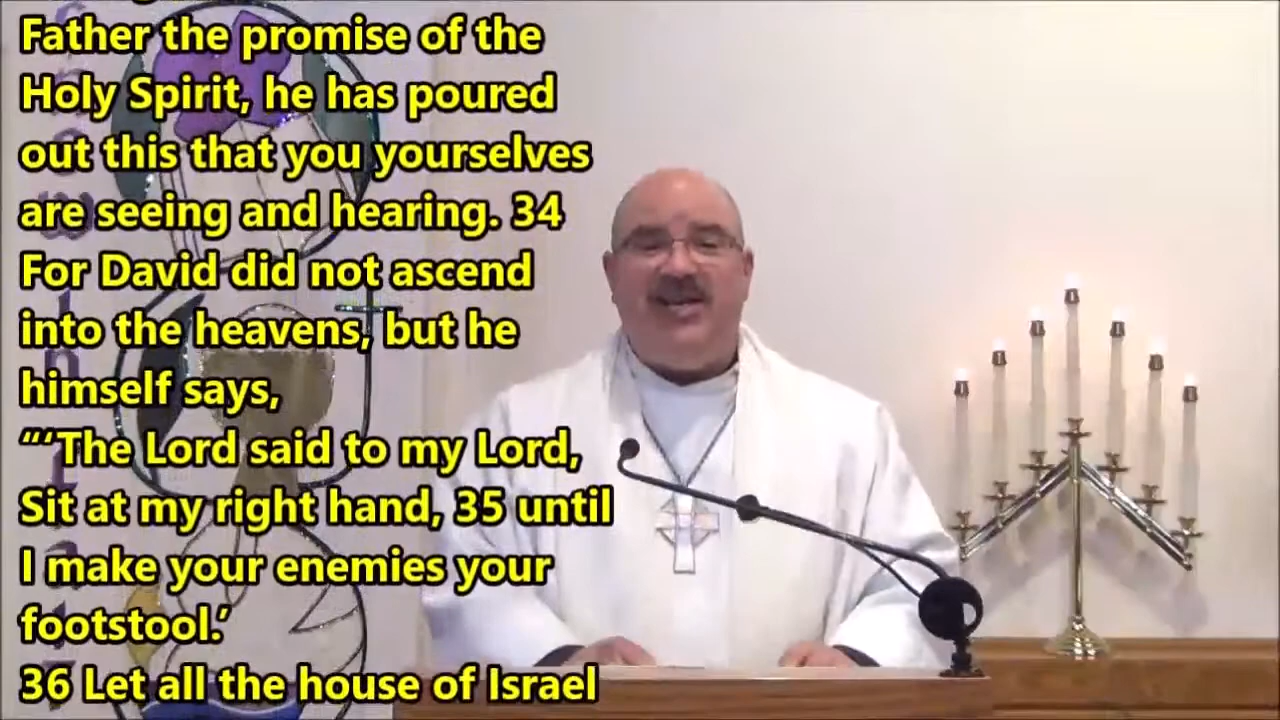 Father the promise of the
Holy Spirit, he has poured
out this that you yourselves
are seeing and hearing. 34
For David did not ascend
into the heavens, but he
himself says,
“‘The Lord said to my Lord,
Sit at my right hand, 35 until
I make your enemies your
footstool.’
36 Let all the house of Israel